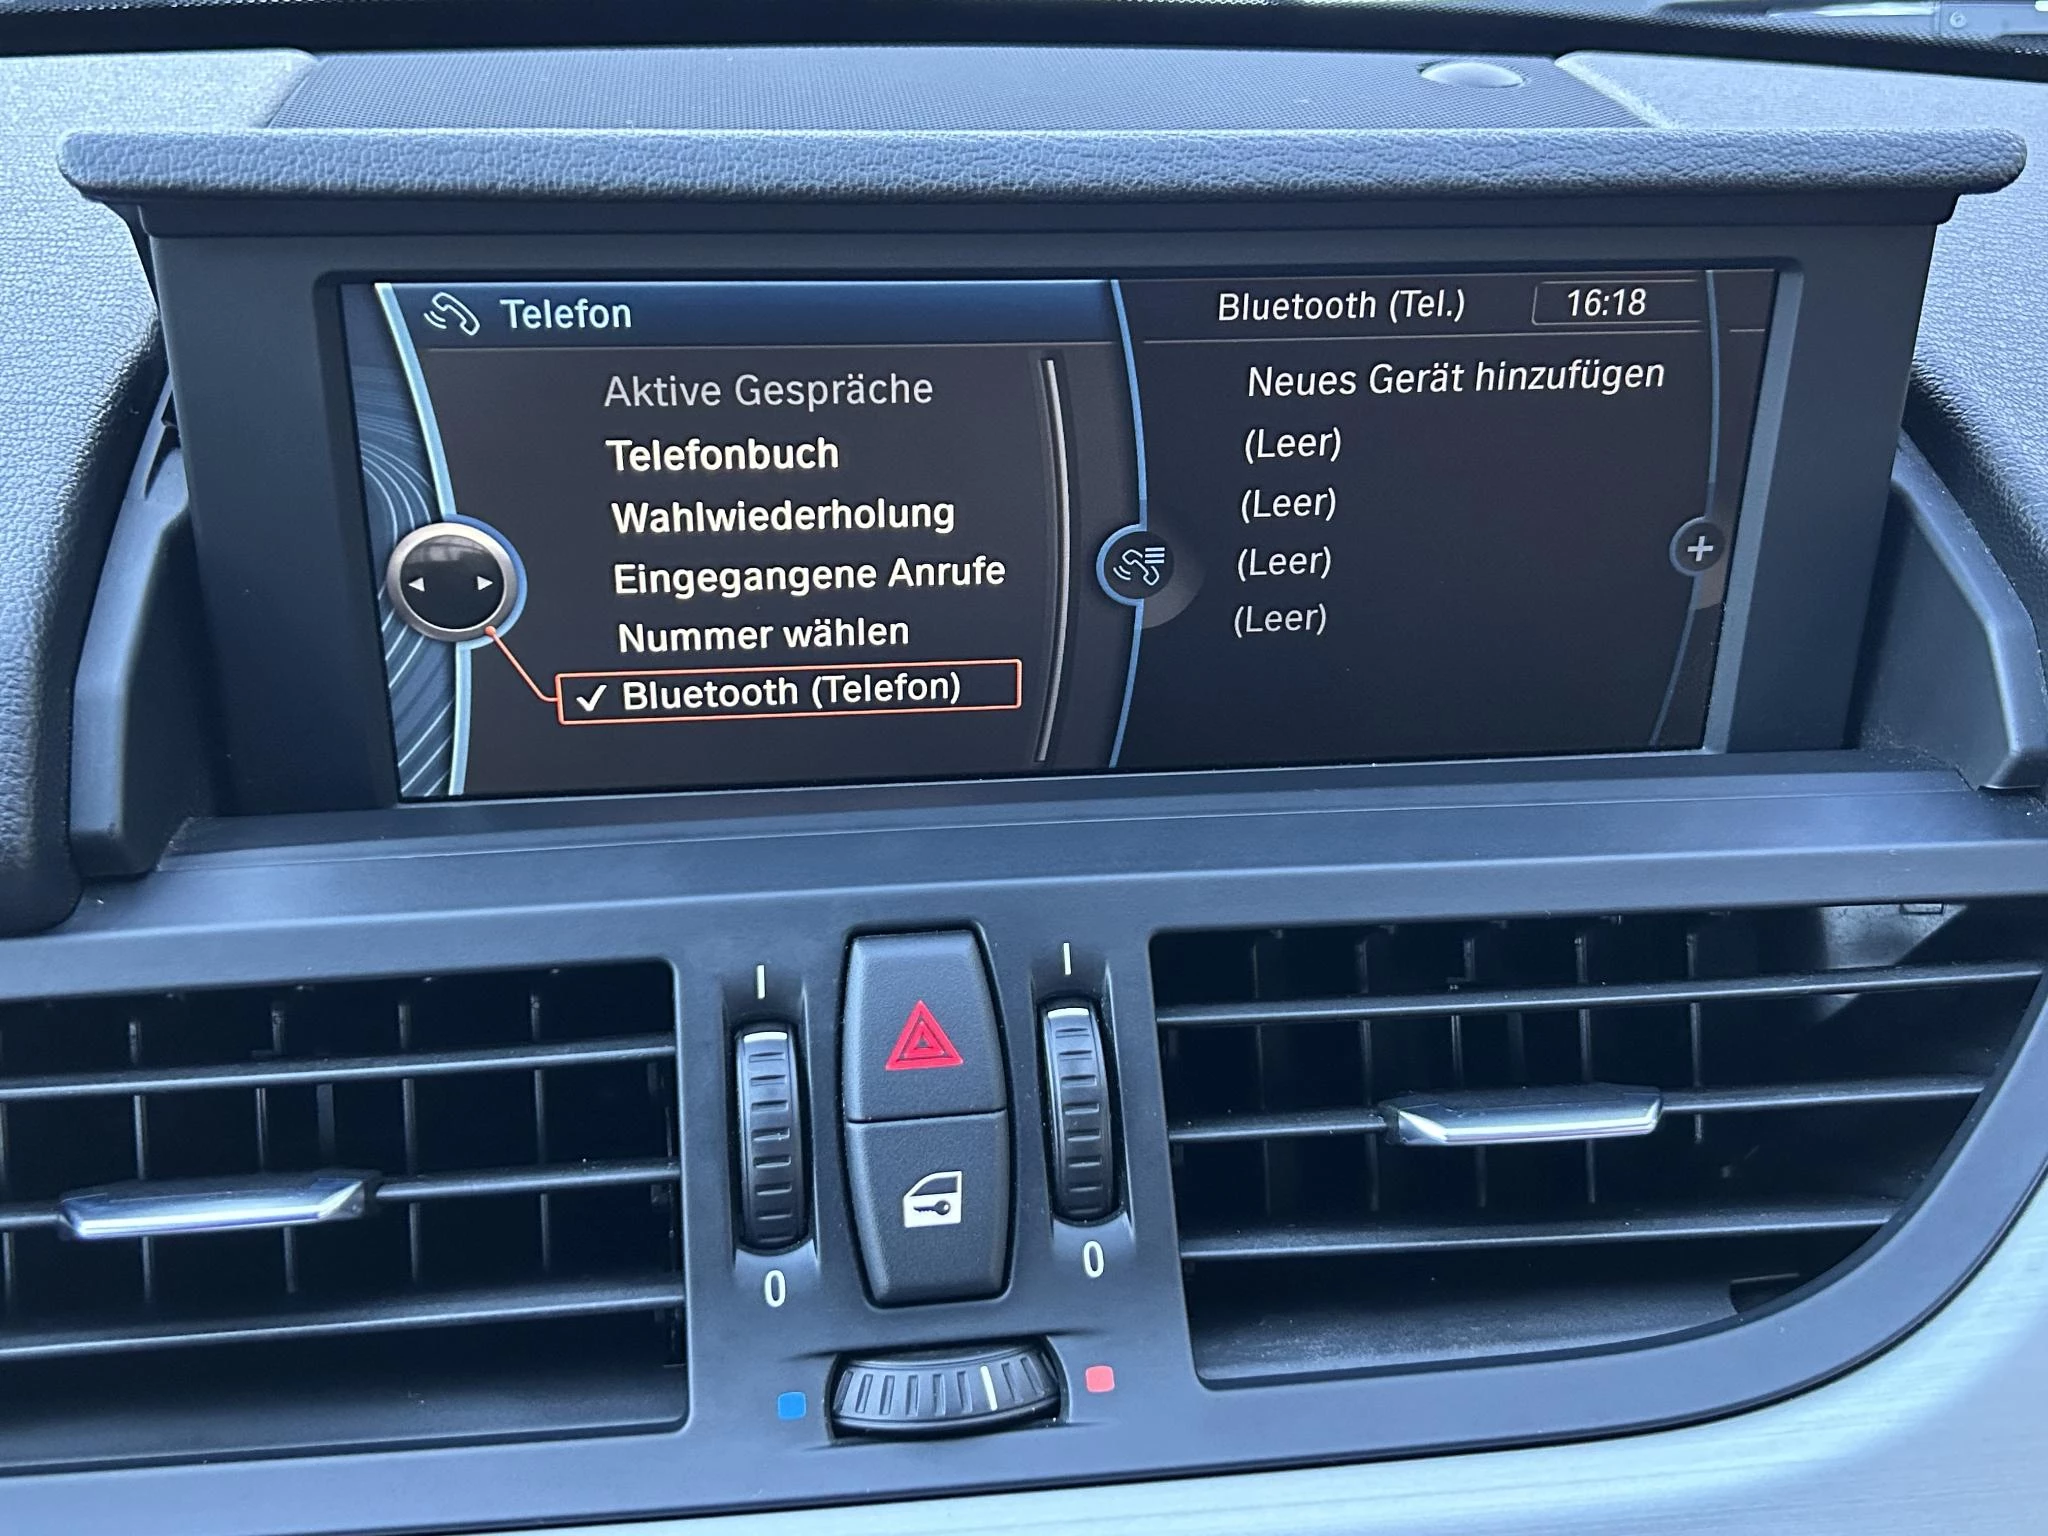 Telefon
Aktive Gespräche
Telefonbuch
Wahlwiederholung
Eingegangene Anrufe
Nummer wählen
✓ Bluetooth (Telefon)
Bluetooth (Tel.) 16:18
Neues Gerät hinzufügen
(Leer)
(Leer)
(Leer)
(Leer)
I
I
0
0